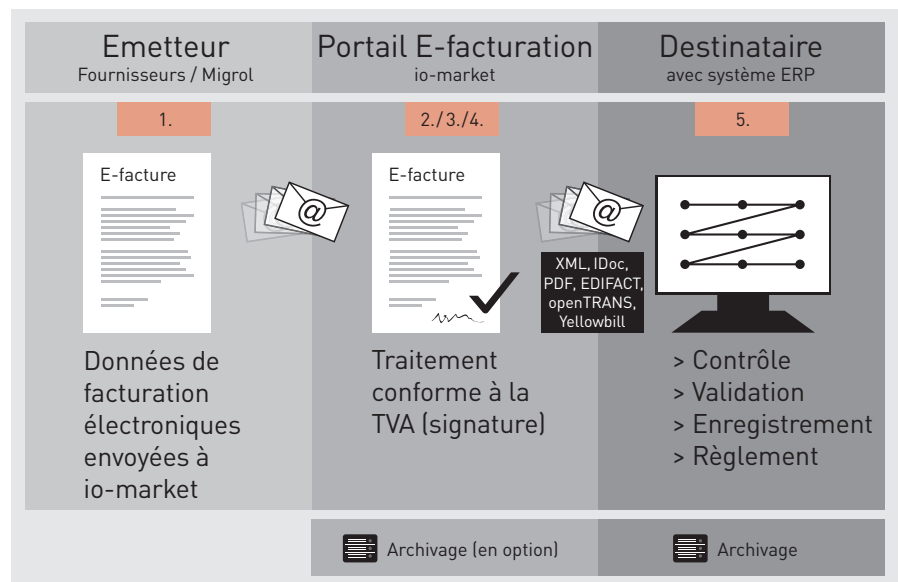 Emetteur
Fournisseurs / Migrol
Portail E-facturation
io-market
Destinataire
avec système ERP
1.
E-facture
@
Données de
facturation
électroniques
envoyées à
io-market
2./3./4.
E-facture
@
XML, IDoc,
PDF, EDIFACT,
openTRANS,
Yellowbill
Traitement
conforme à la
TVA (signature)
5.
> Contrôle
> Validation
> Enregistrement
> Règlement
Archivage (en option)
Archivage